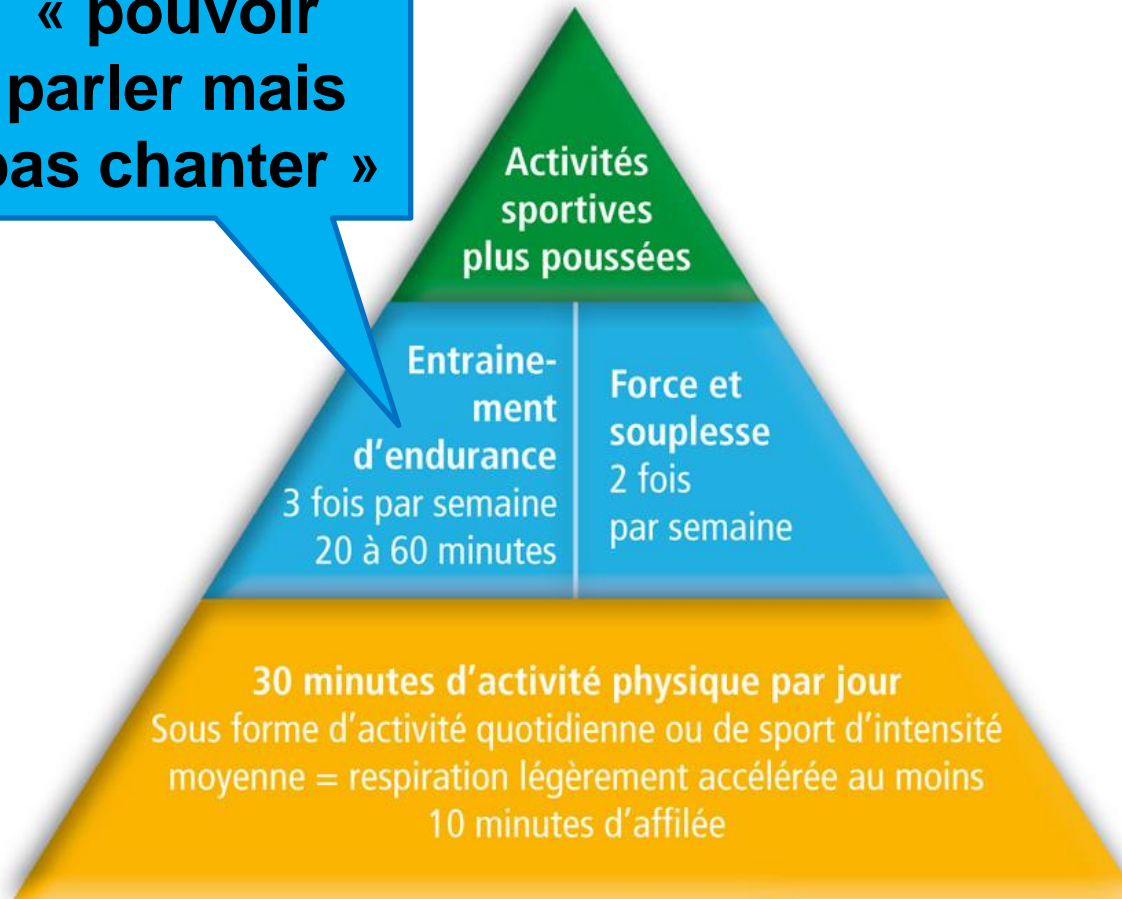 « pouvoir
parler mais
pas chanter »
Activités
sportives
plus poussées
Entraine-
ment
d'endurance
3 fois par semaine
20 à 60 minutes
Force et
souplesse
2 fois
par semaine
30 minutes d'activité physique par jour
Sous forme d'activité quotidienne ou de sport d'intensité
moyenne = respiration légèrement accélérée au moins
10 minutes d'affilée